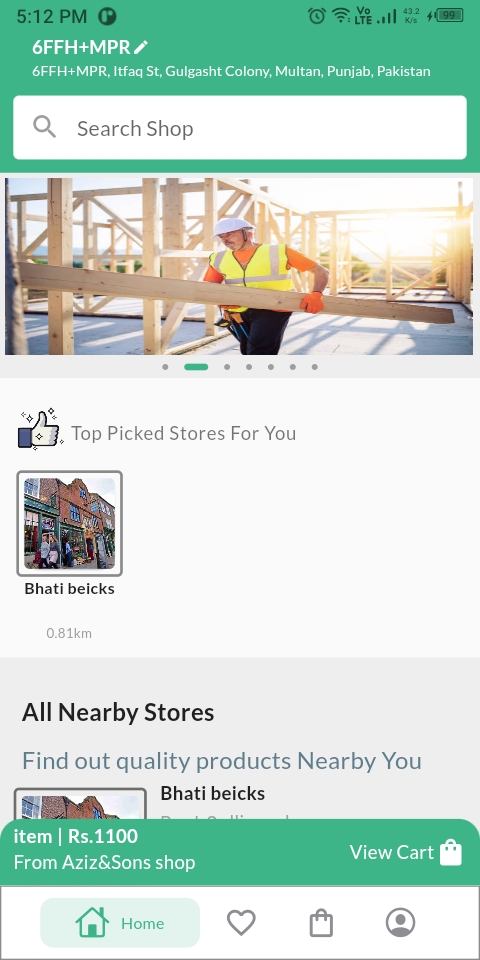 5:12 PM
Vo
LTE
43.2
K/s
99
6FFH+MPR
6FFH+MPR, Itfaq St, Gulgasht Colony, Multan, Punjab, Pakistan
Search Shop
Top Picked Stores For You
Bhati beicks
0.81km
All Nearby Stores
Find out quality products Nearby You
Bhati beicks
item | Rs.1100
From Aziz&Sons shop
View Cart
Home